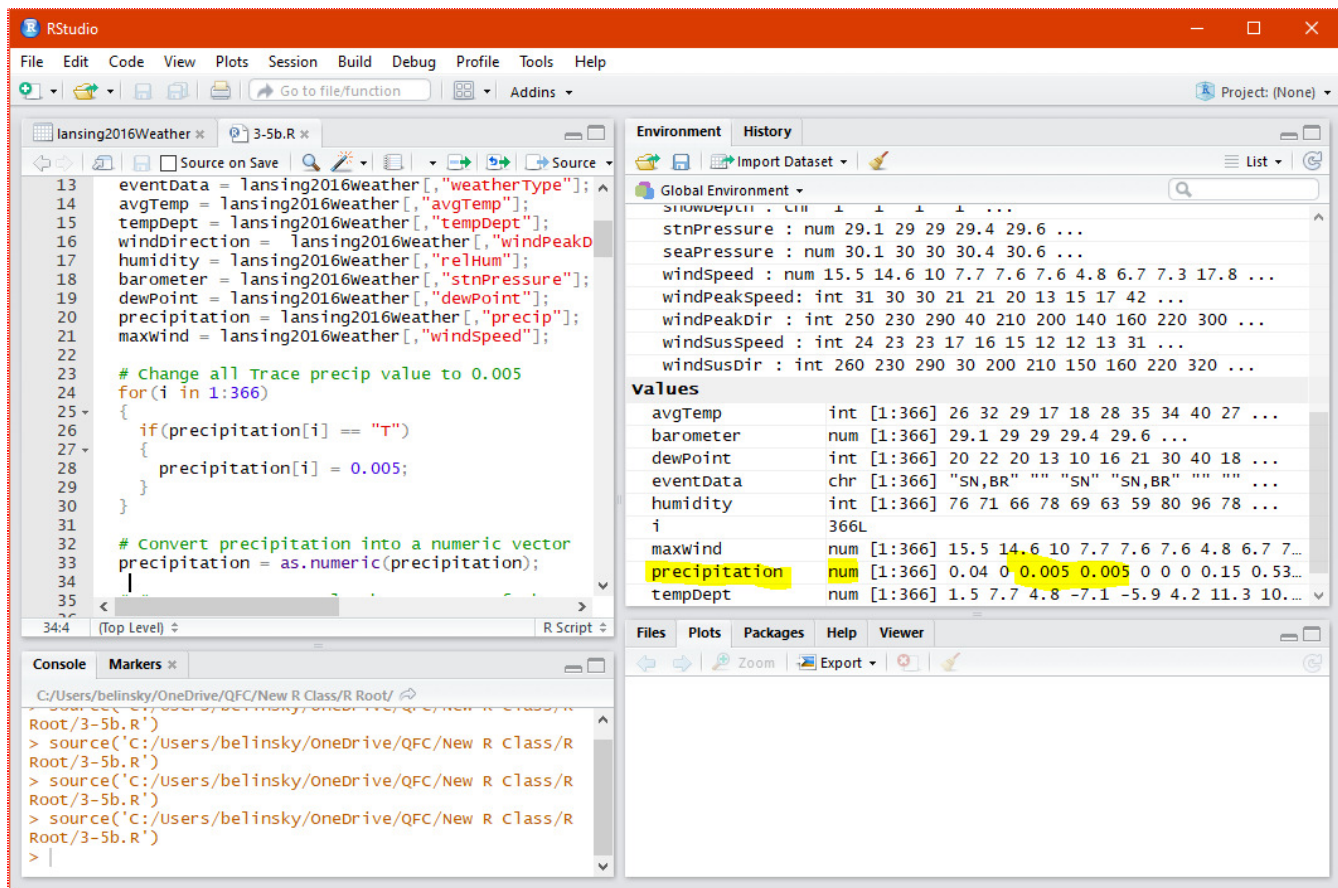 RStudio
File Edit Code View Plots Session Build Debug Profile Tools Help
Go to file/function Addins Project: (None)
lansing2016Weather 3-5b.R
Source on Save Source
13 eventData = lansing2016Weather[,"weatherType"];
14 avgTemp = lansing2016Weather[,"avgTemp"];
15 tempDept = lansing2016Weather[,"tempDept"];
16 windDirection = lansing2016Weather[,"windPeakD
17 humidity = lansing2016Weather[,"relHum"];
18 barometer = lansing2016Weather[,"stnPressure"];
19 dewPoint = lansing2016Weather[,"dewPoint"];
20 precipitation = lansing2016Weather[,"precip"];
21 maxWind = lansing2016Weather[,"windSpeed"];
22
23 # Change all Trace precip value to 0.005
24 for(i in 1:366)
25 {
26 if(precipitation[i] == "T")
27 {
28 precipitation[i] = 0.005;
29 }
30 }
31
32 # Convert precipitation into a numeric vector
33 precipitation = as.numeric(precipitation);
34
35
34:4 (Top Level) R Script
Console Markers
C:/Users/belinsky/OneDrive/QFC/New R Class/R Root/
> source('C:/Users/belinsky/OneDrive/QFC/New R Class/R
Root/3-5b.R')
> source('C:/Users/belinsky/OneDrive/QFC/New R Class/R
Root/3-5b.R')
> source('C:/Users/belinsky/OneDrive/QFC/New R Class/R
Root/3-5b.R')
> source('C:/Users/belinsky/OneDrive/QFC/New R Class/R
Root/3-5b.R')
>
Environment History
Import Dataset List
Global Environment
snowDepth : chr "1" "1" "1" "1" ...
stnPressure : num 29.1 29 29 29.4 29.6 ...
seaPressure : num 30.1 30 30 30.4 30.6 ...
windSpeed : num 15.5 14.6 10 7.7 7.6 7.6 4.8 6.7 7.3 17.8 ...
windPeakSpeed: int 31 30 30 21 21 20 13 15 17 42 ...
windPeakDir : int 250 230 290 40 210 200 140 160 220 300 ...
windSusSpeed : int 24 23 23 17 16 15 12 12 13 31 ...
windSusDir : int 260 230 290 30 200 210 150 160 220 320 ...
Values
avgTemp int [1:366] 26 32 29 17 18 28 35 34 40 27 ...
barometer num [1:366] 29.1 29 29 29.4 29.6 ...
dewPoint int [1:366] 20 22 20 13 10 16 21 30 40 18 ...
eventData chr [1:366] "SN,BR" "" "SN" "SN,BR" "" "" ...
humidity int [1:366] 76 71 66 78 69 63 59 80 96 78 ...
i 366L
maxWind num [1:366] 15.5 14.6 10 7.7 7.6 7.6 4.8 6.7 7...
precipitation num [1:366] 0.04 0 0.005 0.005 0 0 0 0.15 0.53...
tempDept num [1:366] 1.5 7.7 4.8 -7.1 -5.9 4.2 11.3 10...
Files Plots Packages Help Viewer
Zoom Export